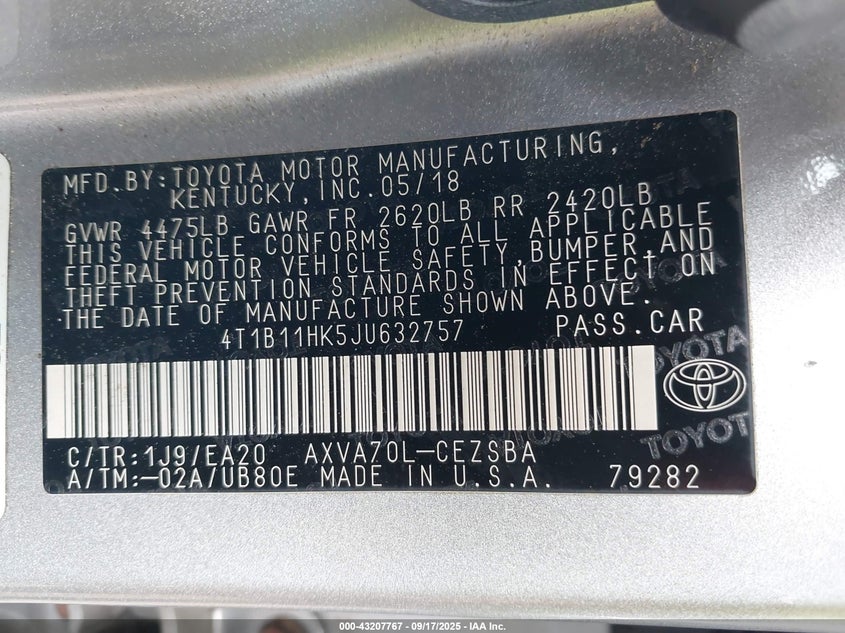 MFD.BY:TOYOTA MOTOR MANUFACTURING,
KENTUCKY,INC.05/18
GVWR 4475LB GAWR FR 2620LB RR 2420LB
THIS VEHICLE CONFORMS TO ALL APPLICABLE
FEDERAL MOTOR VEHICLE SAFETY,BUMPER,AND
THEFT PREVENTION STANDARDS IN EFFECT ON
THE DATE OF MANUFACTURE SHOWN ABOVE.
4T1B11HK5JU632757 PASS.CAR
TOYOTA
TOYOT
C/TR:1J9/EA20 AXVA70L-CEZSBA
A/TM:-02A/UB80E MADE IN U.S.A. 79282
000-43207767 - 09/17/2025 - IAA Inc.